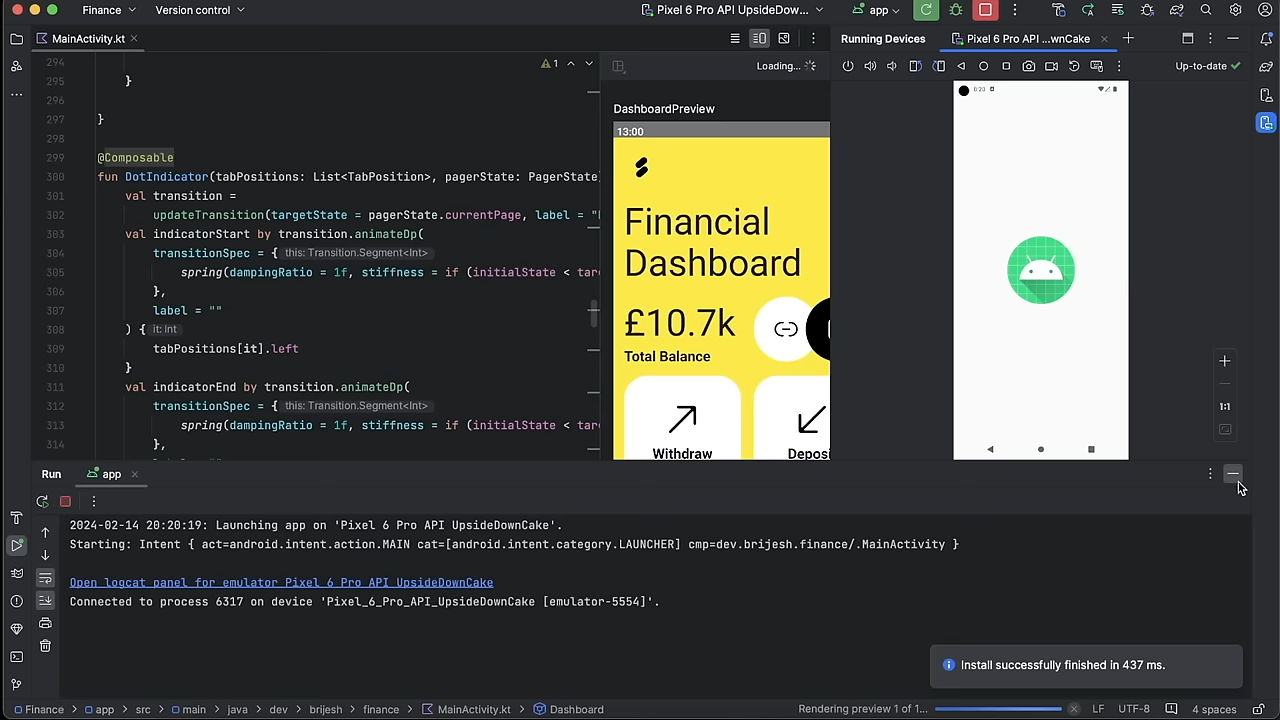 Finance
Version control
Pixel 6 Pro API UpsideDow...
app
MainActivity.kt
Running Devices
Pixel 6 Pro API ...wnCake
1
Loading...
Up-to-date
294
295 }
296
297 }
298
299 @Composable
300 fun DotIndicator(tabPositions: List<TabPosition>, pagerState: PagerState
301 val transition =
302 updateTransition(targetState = pagerState.currentPage, label = "
303 val indicatorStart by transition.animateDp(
304 transitionSpec = { this: Transition.Segment<Int>
305 spring(dampingRatio = 1f, stiffness = if (initialState < tar
306 },
307 label = ""
308 ) { it: Int
309 tabPositions[it].left
310 }
311 val indicatorEnd by transition.animateDp(
312 transitionSpec = { this: Transition.Segment<Int>
313 spring(dampingRatio = 1f, stiffness = if (initialState < tar
314 },
DashboardPreview
13:00
Financial
Dashboard
£10.7k
Total Balance
Withdraw
Deposi
1:1
Run
app
2024-02-14 20:20:19: Launching app on 'Pixel 6 Pro API UpsideDownCake'.
Starting: Intent { act=android.intent.action.MAIN cat=[android.intent.category.LAUNCHER] cmp=dev.brijesh.finance/.MainActivity }
Open logcat panel for emulator Pixel 6 Pro API UpsideDownCake
Connected to process 6317 on device 'Pixel_6_Pro_API_UpsideDownCake [emulator-5554]'.
Install successfully finished in 437 ms.
Finance > app > src > main > java > dev > brijesh > finance > MainActivity.kt > Dashboard
Rendering preview 1 of 1...
LF
UTF-8
4 spaces